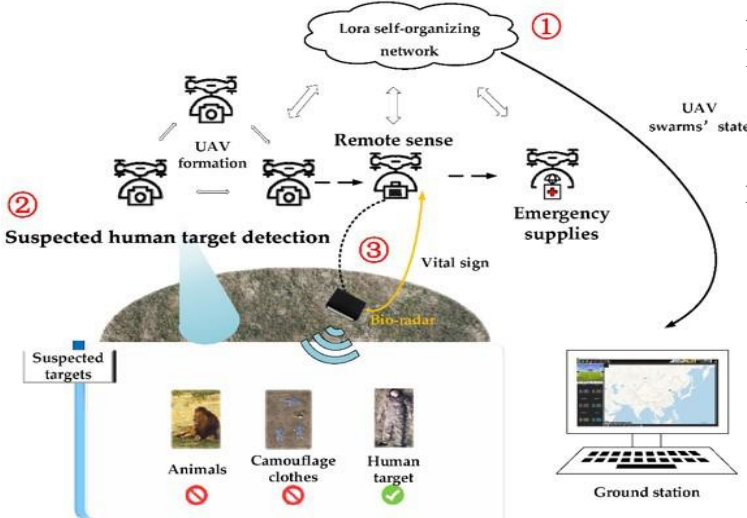 Lora self-organizing
network
①
UAV
formation
Remote sense
UAV
swarms' state
②
Suspected human target detection
③
Emergency
supplies
Vital sign
Bio-radar
Suspected
targets
Animals
Camouflage
clothes
Human
target
Ground station